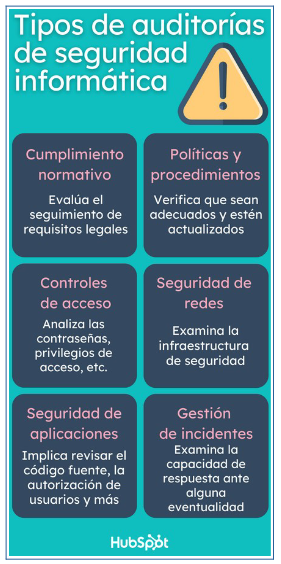 Tipos de auditorías
de seguridad
informática
Cumplimiento
normativo
Evalúa el
seguimiento de
requisitos legales
Políticas y
procedimientos
Verifica que sean
adecuados y estén
actualizados
Controles
de acceso
Analiza las
contraseñas,
privilegios de
acceso, etc.
Seguridad de
redes
Examina la
infraestructura
de seguridad
Seguridad de
aplicaciones
Implica revisar el
código fuente, la
autorización de
usuarios y más
Gestión
de incidentes
Examina la
capacidad de
respuesta ante
alguna
eventualidad
HubSpot